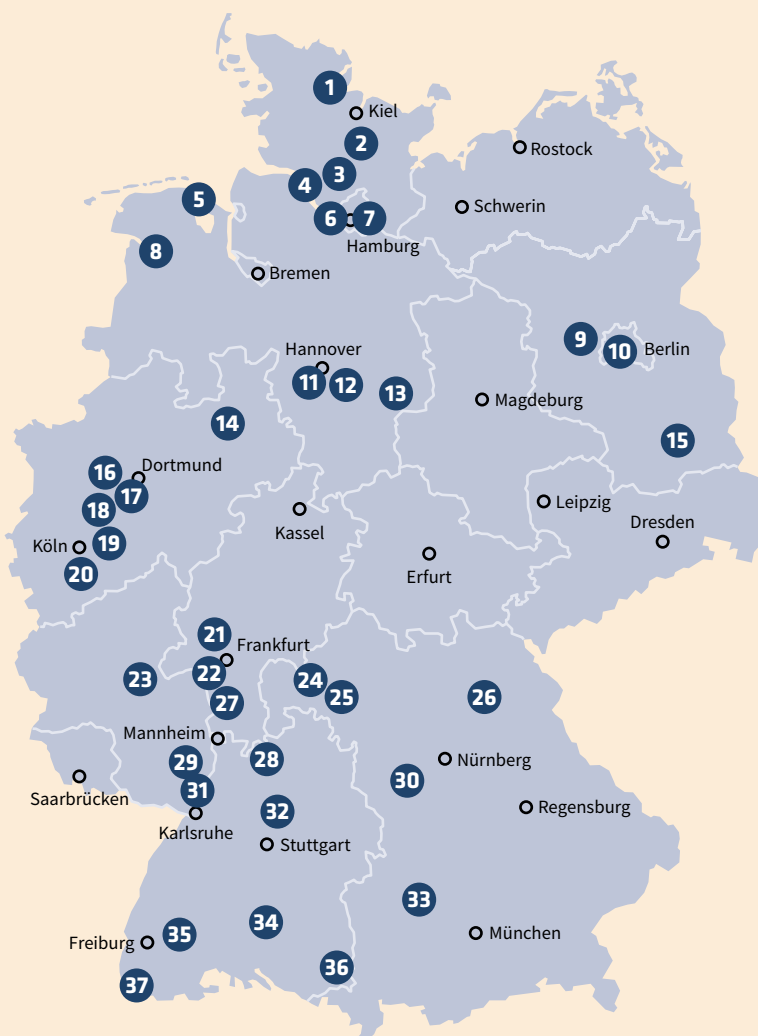 1
Kiel
2
Rostock
3
4
5
Schwerin
6
7
Hamburg
8
Bremen
9
10
Berlin
Hannover
11
12
13
Magdeburg
14
15
Dortmund
16
17
18
Leipzig
Kassel
Dresden
Köln
19
20
Erfurt
21
Frankfurt
22
23
24
25
26
27
Mannheim
28
29
Nürnberg
30
Saarbrücken
31
Regensburg
32
Karlsruhe
Stuttgart
33
34
35
Freiburg
München
36
37